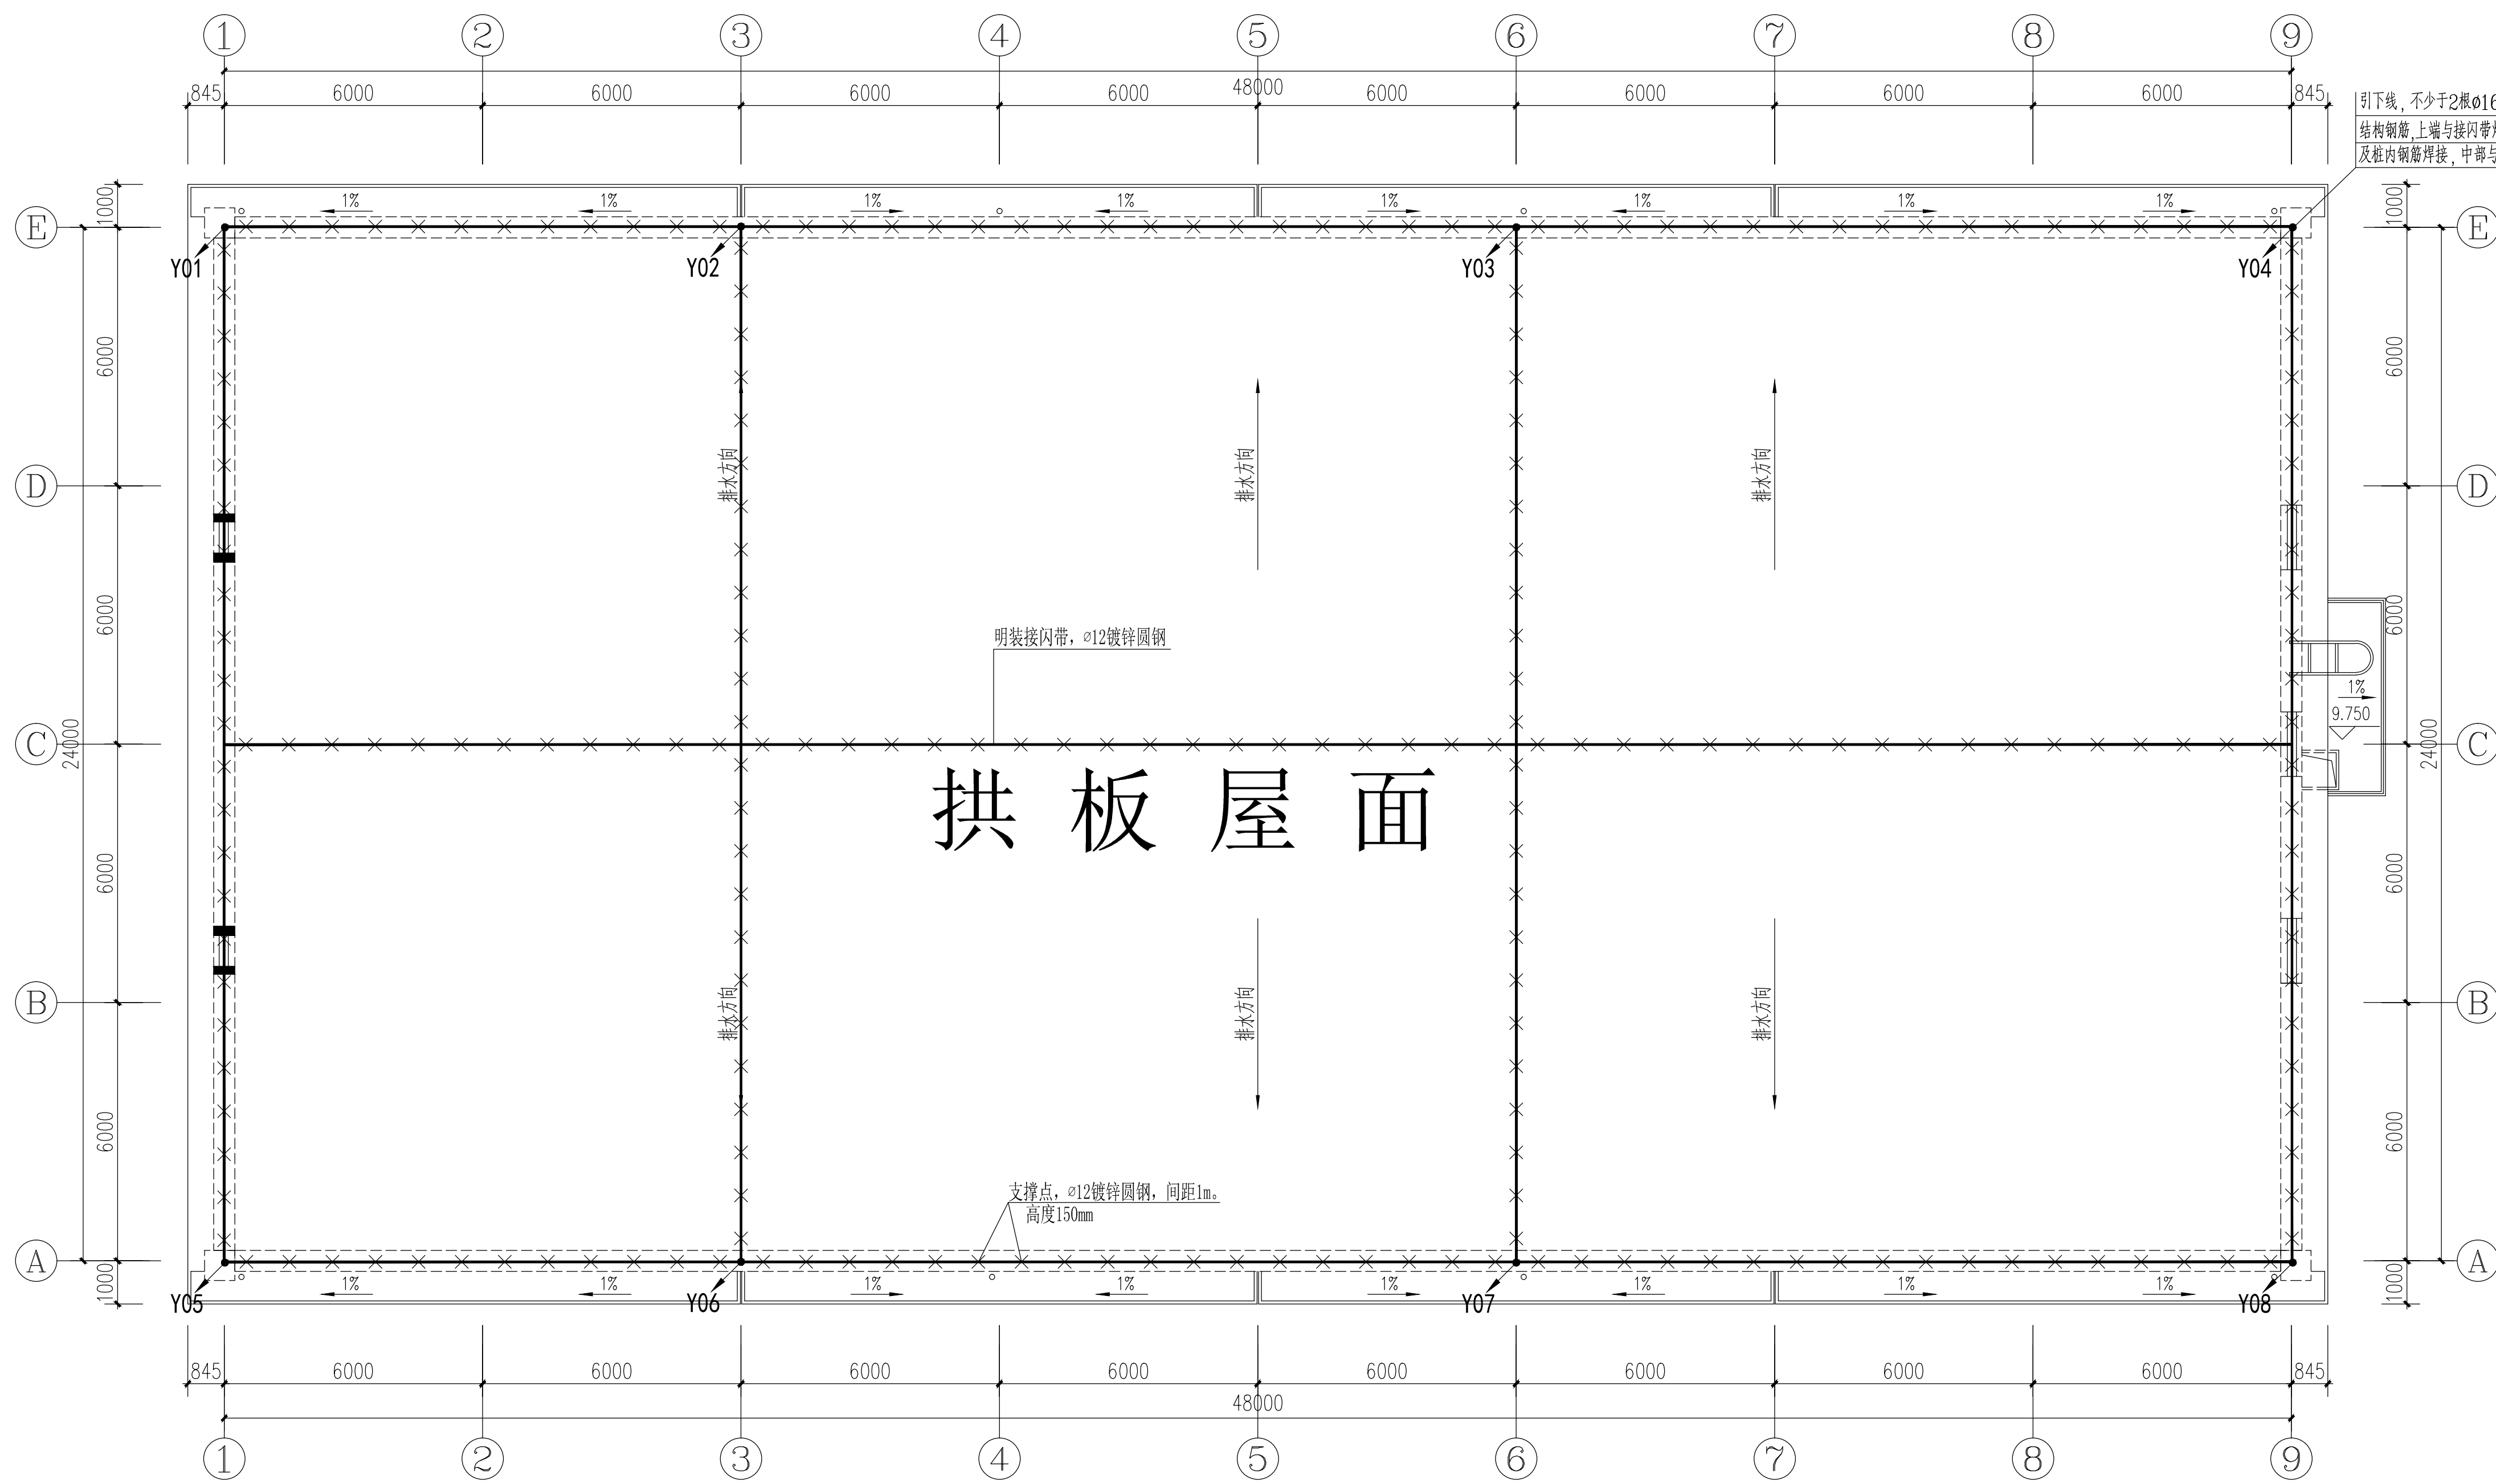 1 2 3 4 5 6 7 8 9
48000
845 6000 6000 6000 6000 6000 6000 6000 6000 845
引下线，不少于2根ø16
结构钢筋,上端与接闪带
及桩内钢筋焊接，中部与
1000 1000
1% 1% 1% 1% 1% 1% 1% 1%
E E
Y01 Y02 Y03 Y04
6000 6000
排水方向 排水方向 排水方向
D D
6000 6000
明装接闪带，⌀12镀锌圆钢
1%
9.750
C C
24000 24000
拱板屋面
6000 6000
B B
排水方向 排水方向 排水方向
6000 6000
支撑点，⌀12镀锌圆钢，间距1m。
高度150mm
A A
1000 1000
1% 1% 1% 1% 1% 1% 1% 1%
Y05 Y06 Y07 Y08
845 6000 6000 6000 6000 6000 6000 6000 6000 845
48000
1 2 3 4 5 6 7 8 9